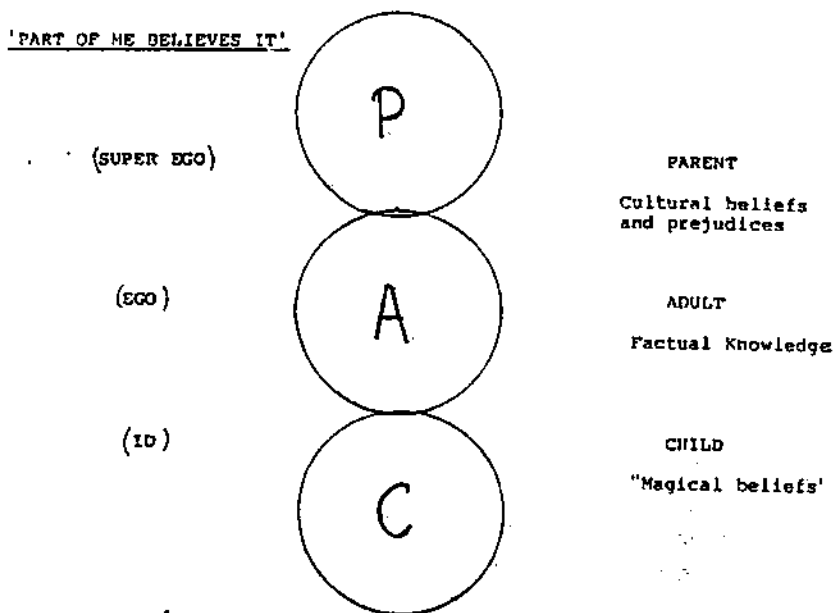 'PART OF ME BELIEVES IT'
P
(SUPER EGO)
PARENT
Cultural beliefs
and prejudices
(EGO)
A
ADULT
Factual Knowledge
(ID)
CHILD
"Magical beliefs'
C